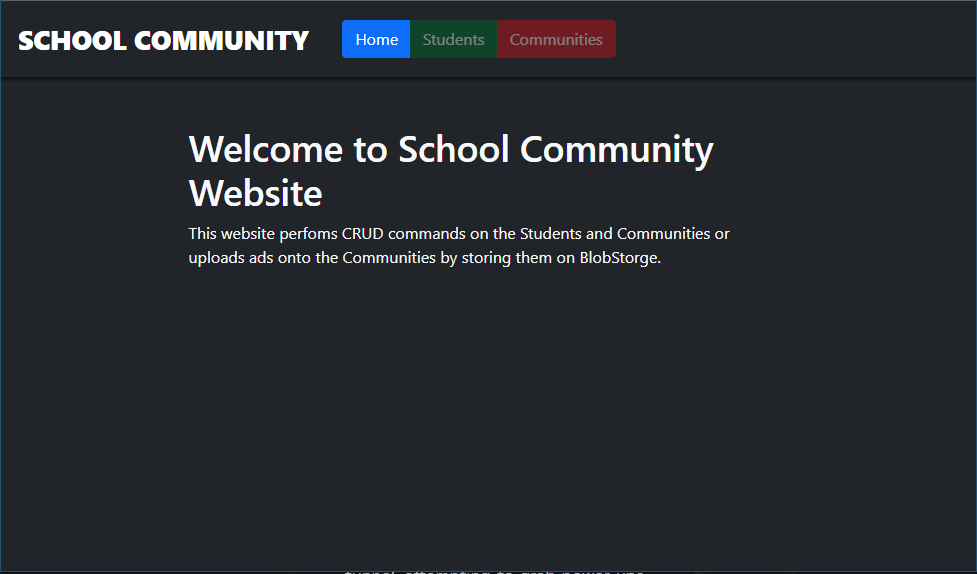 SCHOOL COMMUNITY Home Students Communities
Welcome to School Community
Website
This website perfoms CRUD commands on the Students and Communities or
uploads ads onto the Communities by storing them on BlobStorge.